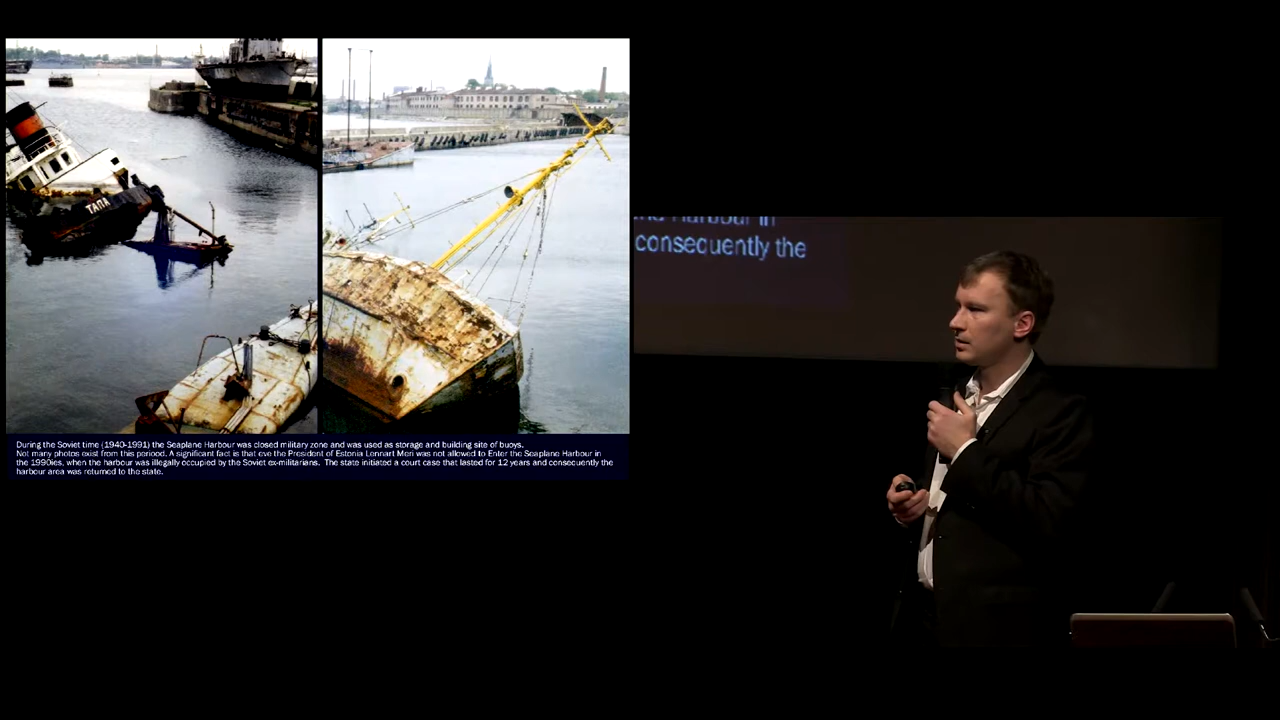 ТАПА
During the Soviet time (1940-1991) the Seaplane Harbour was closed military zone and was used as storage and building site of buoys.
Not many photos exist from this periood. A significant fact is that eve the President of Estonia Lennart Meri was not allowed to Enter the Seaplane Harbour in
the 1990ies, when the harbour was illegally occupied by the Soviet ex-militarians. The state initiated a court case that lasted for 12 years and consequently the
harbour area was returned to the state.
Harbour in
consequently the